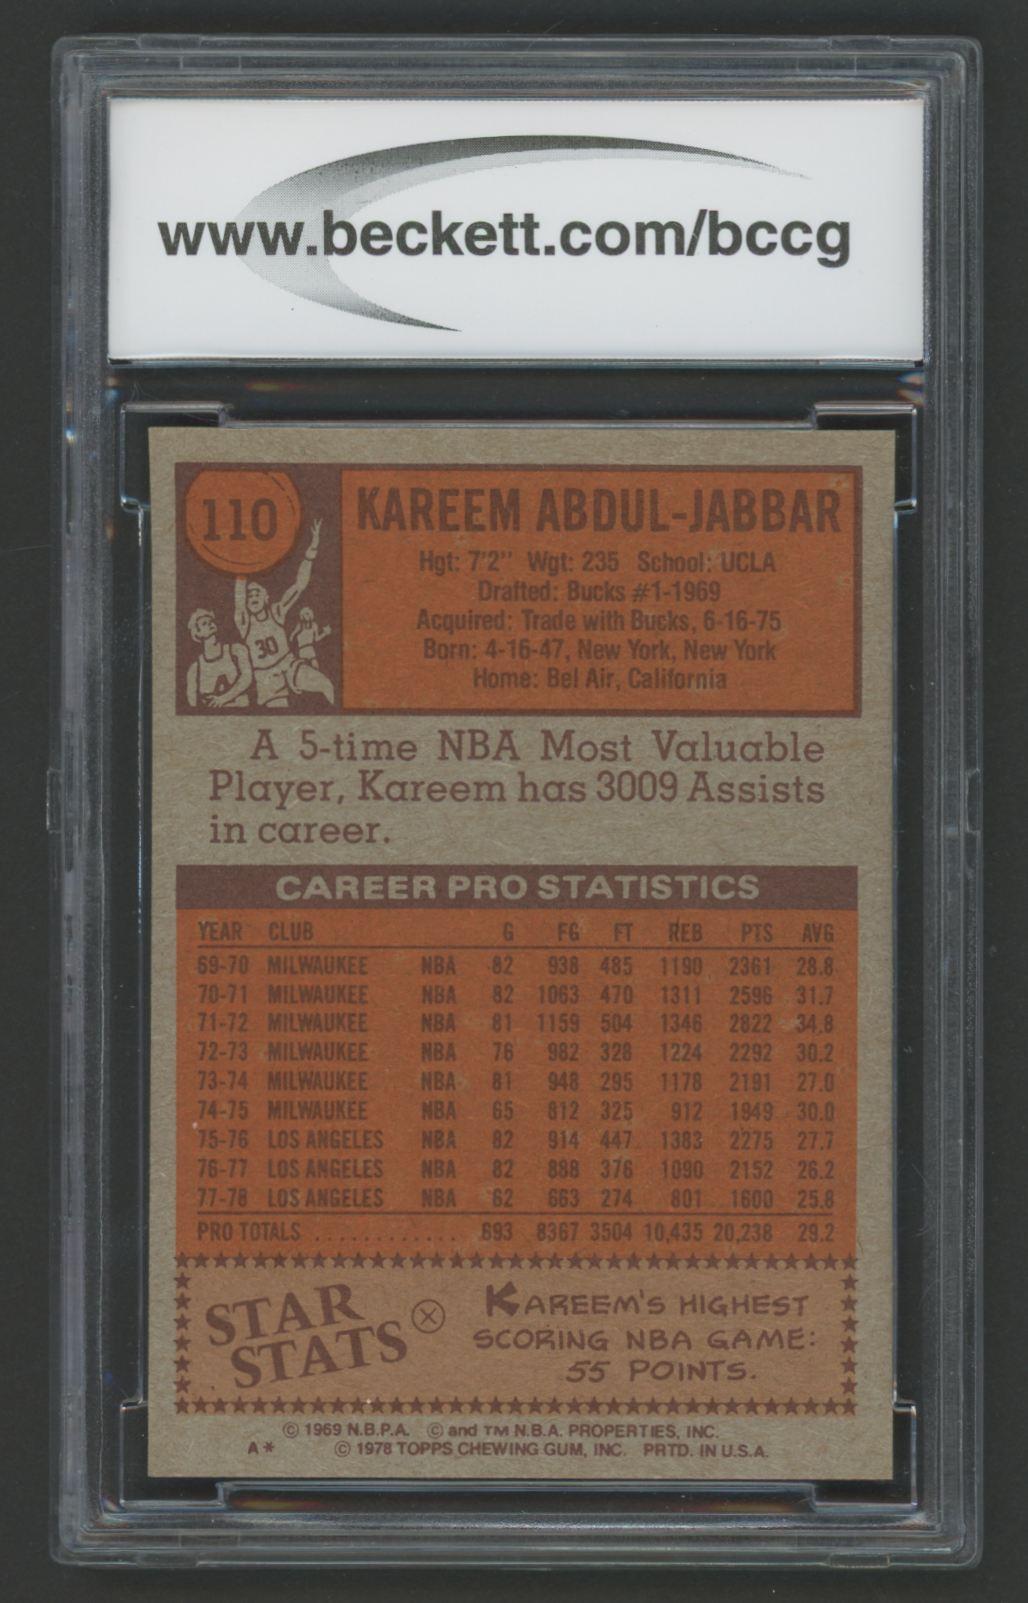 www.beckett.com/bccg
110
KAREEM ABDUL-JABBAR
Hgt: 7'2" Wgt: 235 School: UCLA
Drafted: Bucks #1-1969
Acquired: Trade with Bucks, 6-16-75
Born: 4-16-47, New York, New York
Home: Bel Air, California
30
A 5-time NBA Most Valuable
Player, Kareem has 3009 Assists
in career.
CAREER PRO STATISTICS
YEAR CLUB G FG FT REB PTS AVG
69-70 MILWAUKEE NBA 82 938 485 1190 2361 28.8
70-71 MILWAUKEE NBA 82 1063 470 1311 2596 31.7
71-72 MILWAUKEE NBA 81 1159 504 1346 2822 34.8
72-73 MILWAUKEE NBA 76 982 328 1224 2292 30.2
73-74 MILWAUKEE NBA 81 948 295 1178 2191 27.0
74-75 MILWAUKEE NBA 65 812 325 912 1949 30.0
75-76 LOS ANGELES NBA 82 914 447 1383 2275 27.7
76-77 LOS ANGELES NBA 82 888 376 1090 2152 26.2
77-78 LOS ANGELES NBA 62 663 274 801 1600 25.8
PRO TOTALS . . . . . . . . . . . . 693 8367 3504 10,435 20,238 29.2
STAR
STATS
KAREEM'S HIGHEST
SCORING NBA GAME:
55 POINTS.
© 1969 N.B.P.A. © and TM N.B.A. PROPERTIES, INC.
A* © 1978 TOPPS CHEWING GUM, INC. PRTD. IN U.S.A.